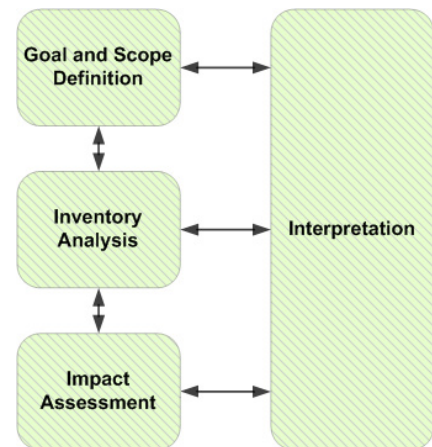 Goal and Scope
Definition
Inventory
Analysis
Interpretation
Impact
Assessment